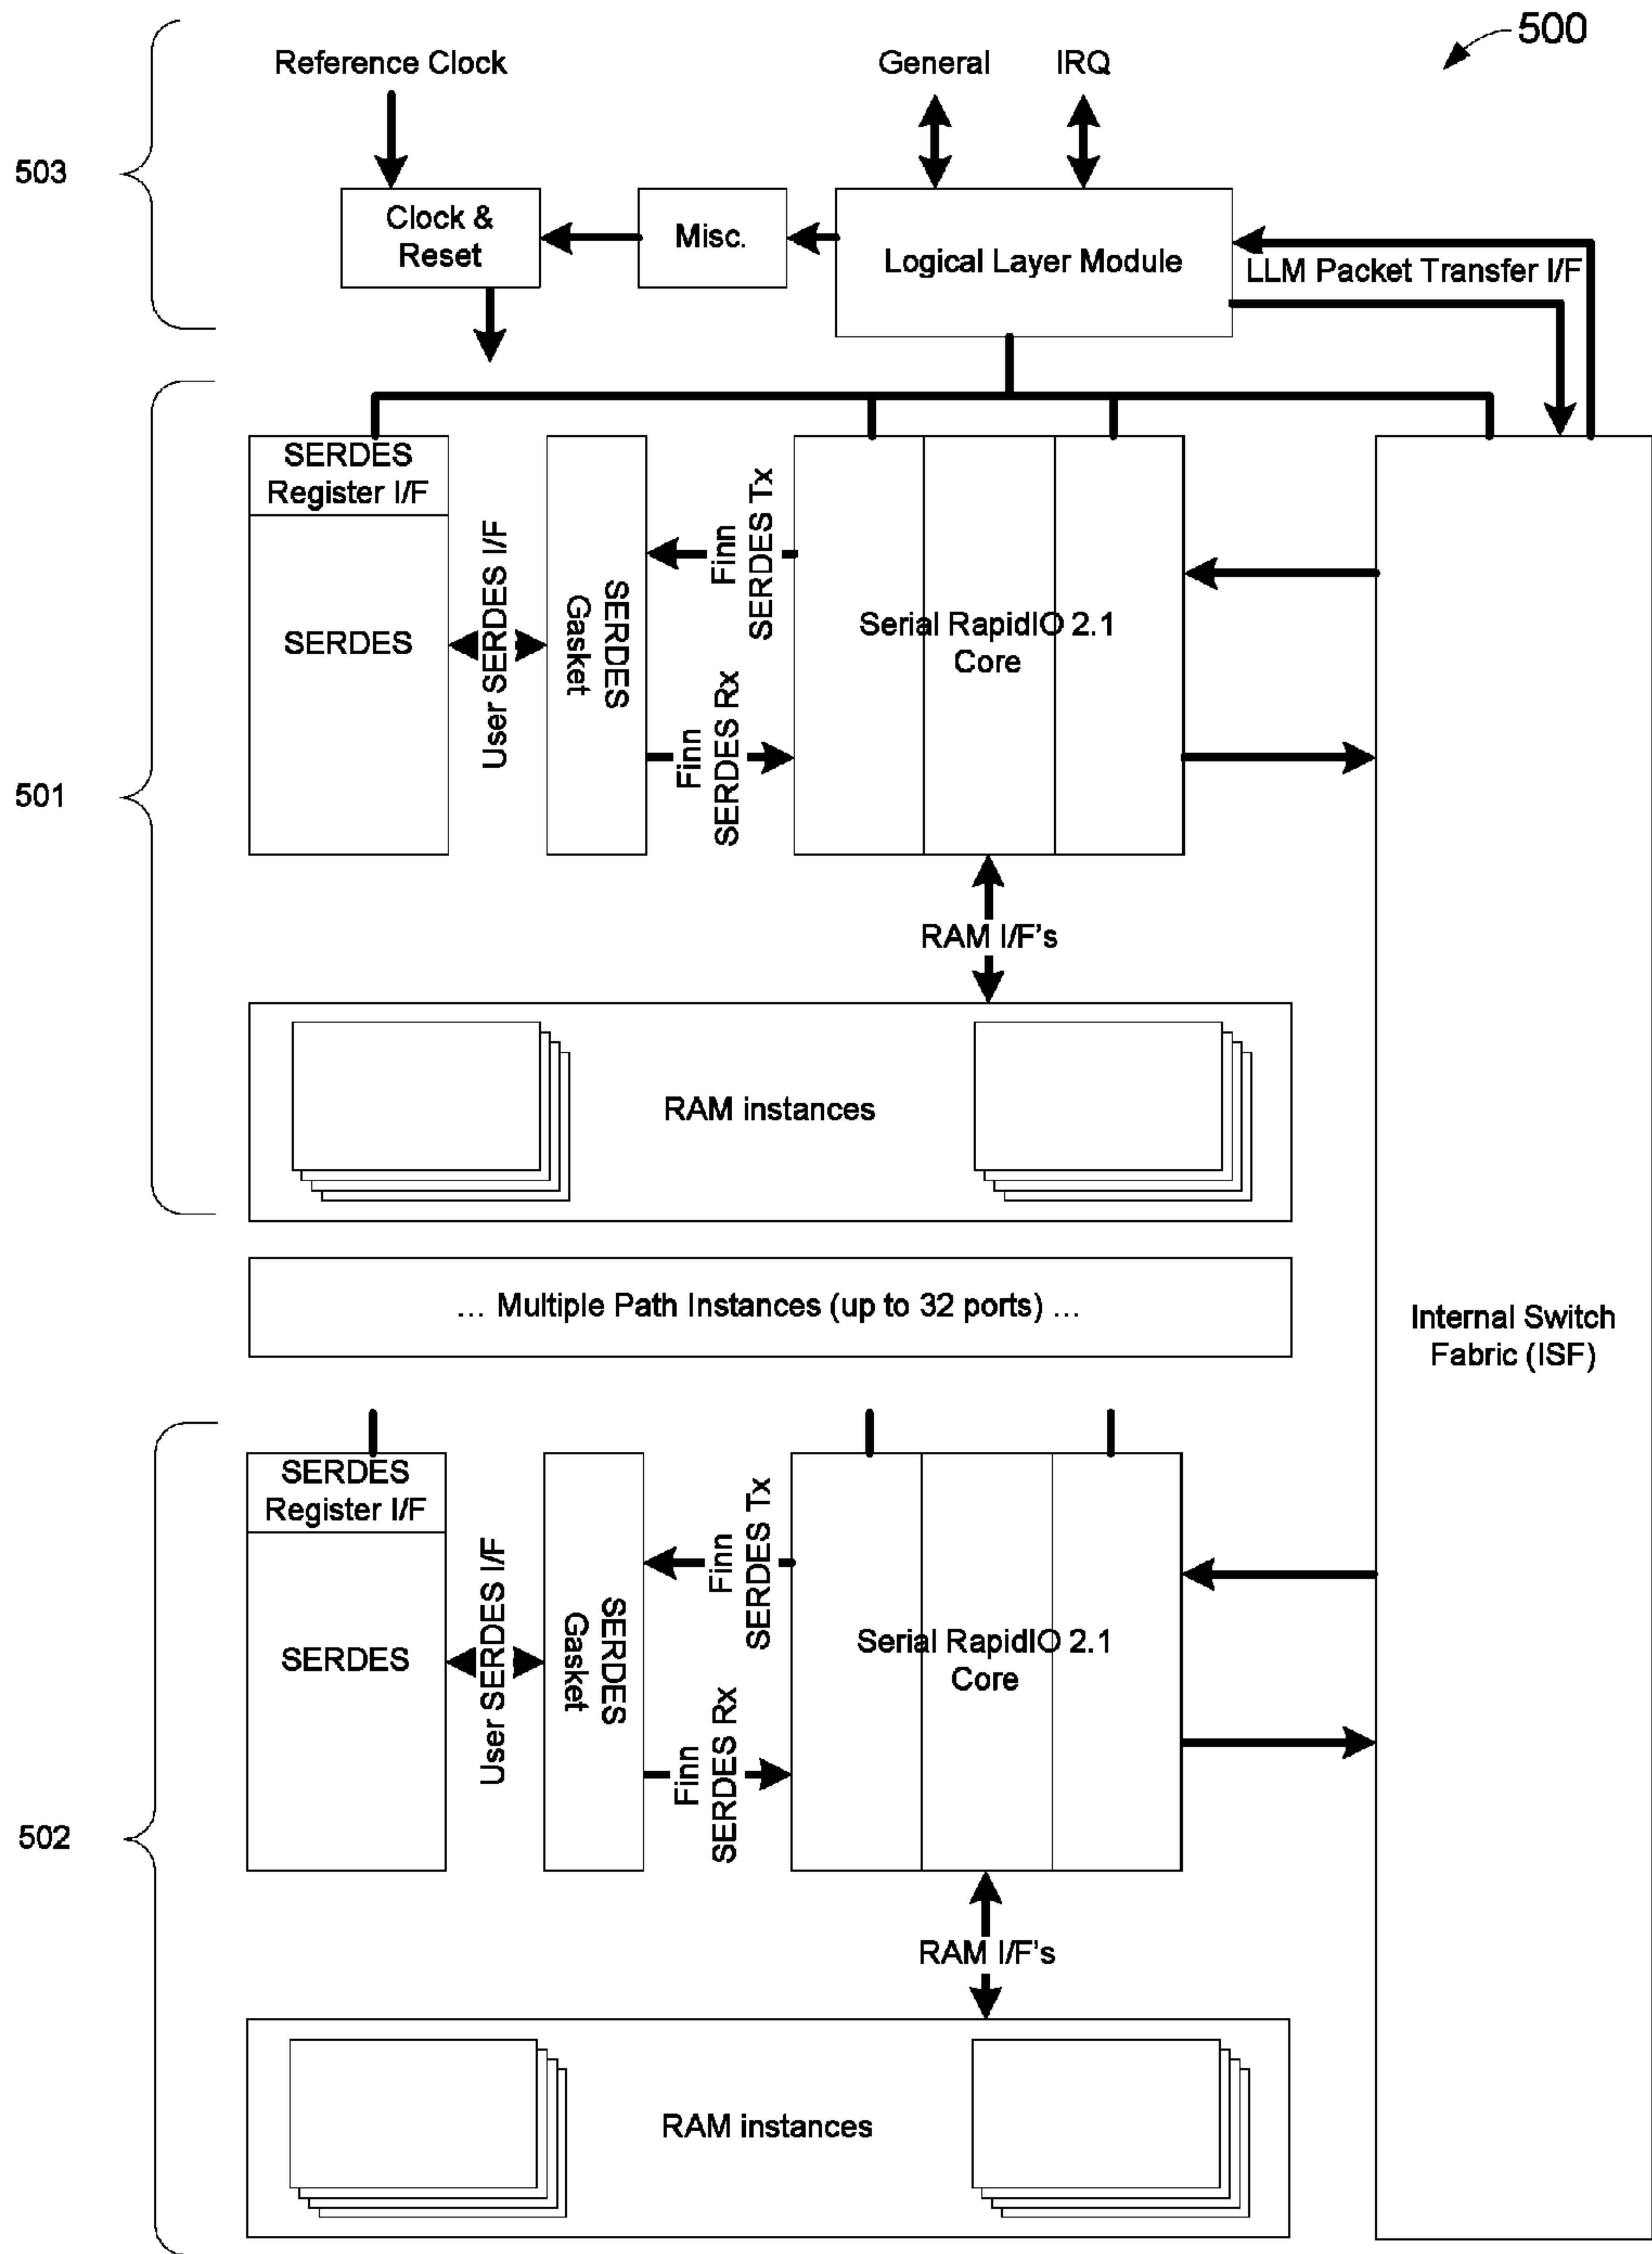 500
Reference Clock
General
IRQ
503
Clock &
Reset
Misc.
Logical Layer Module
LLM Packet Transfer I/F
501
SERDES
Register I/F
SERDES
User SERDES I/F
SERDES
Gasket
Finn
SERDES Tx
Finn
SERDES Rx
Serial RapidIO 2.1
Core
RAM I/F's
RAM instances
... Multiple Path Instances (up to 32 ports) ...
Internal Switch
Fabric (ISF)
502
SERDES
Register I/F
SERDES
User SERDES I/F
SERDES
Gasket
Finn
SERDES Tx
Finn
SERDES Rx
Serial RapidIO 2.1
Core
RAM I/F's
RAM instances